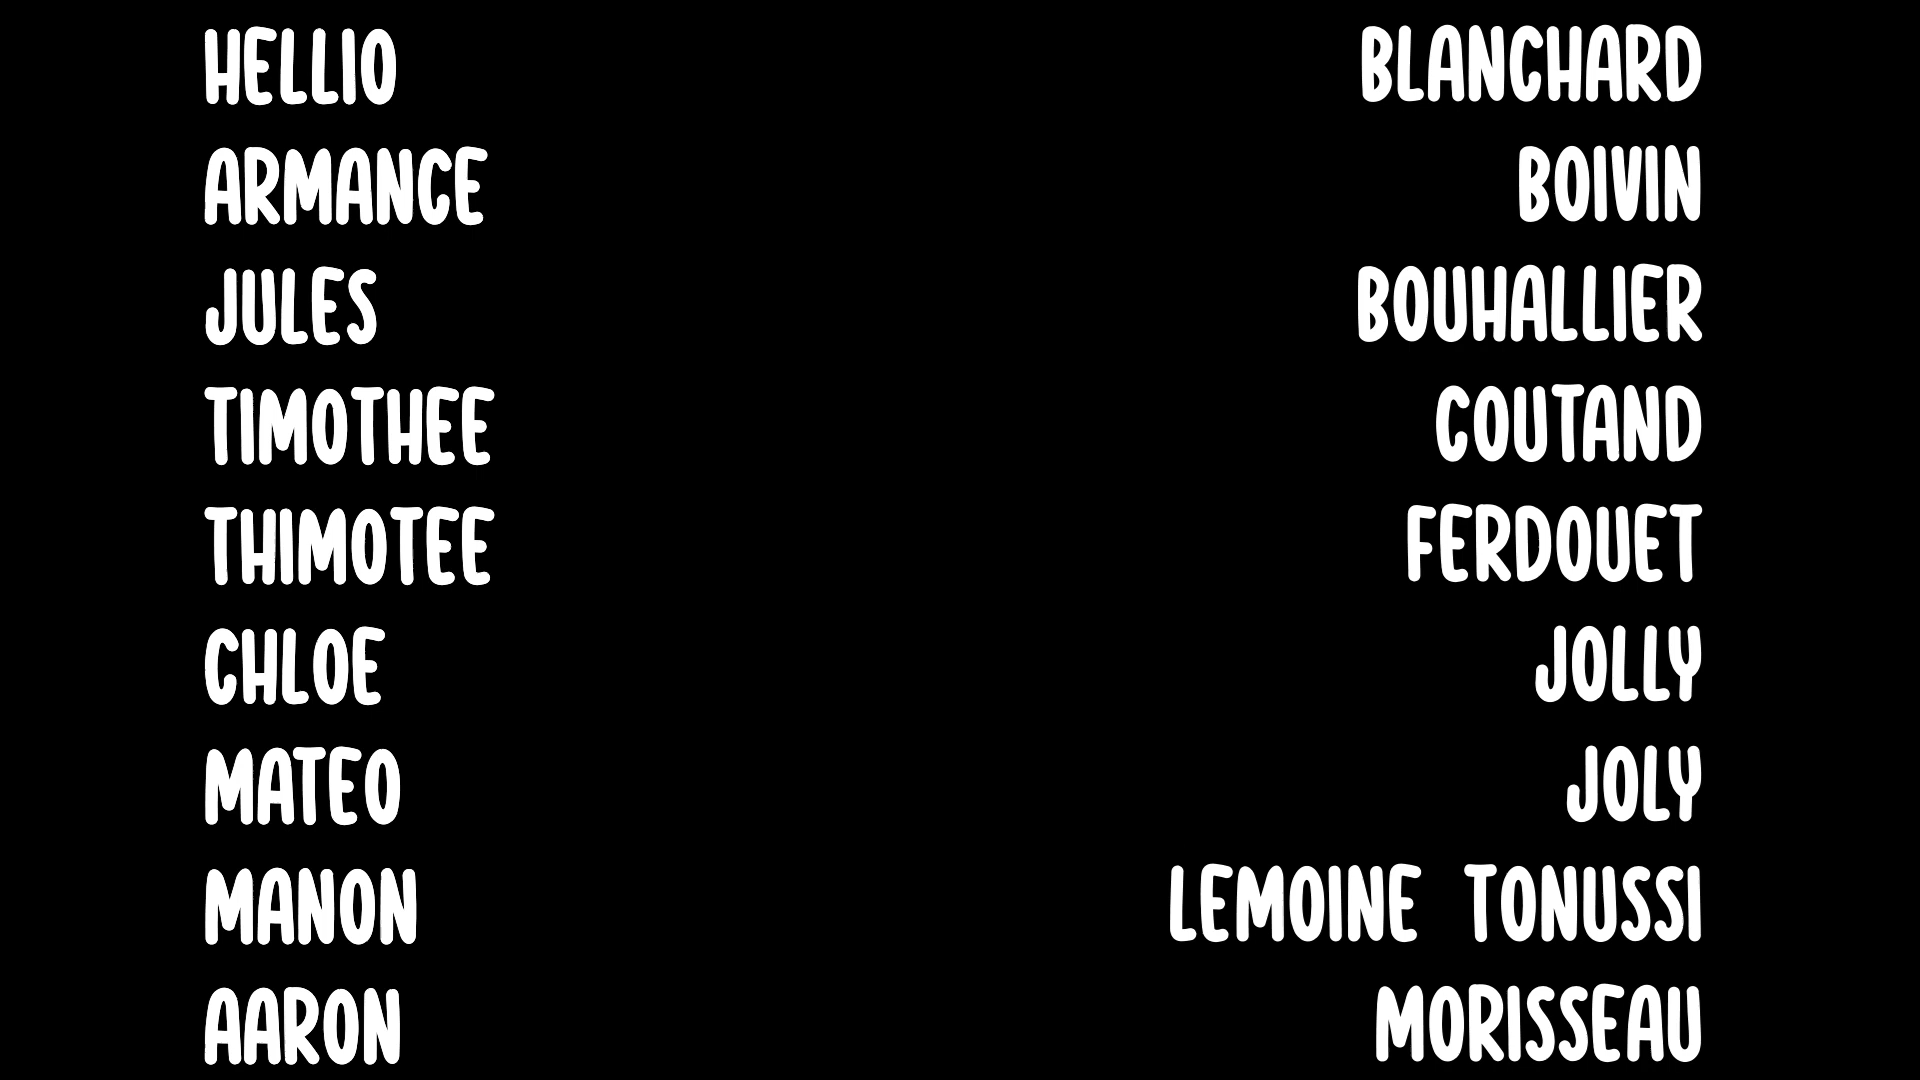 HELLIO BLANCHARD
ARMANCE BOIVIN
JULES BOUHALLIER
TIMOTHEE COUTAND
THIMOTEE FERDOUET
CHLOE JOLLY
MATEO JOLY
MANON LEMOINE TONUSSI
AARON MORISSEAU